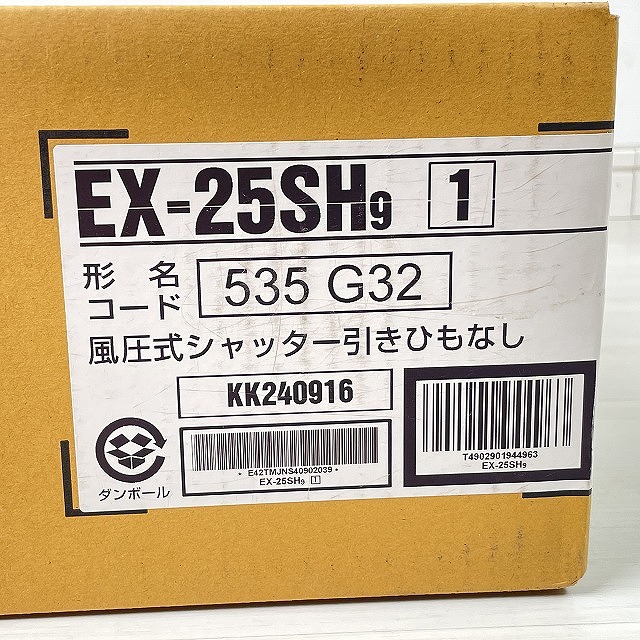 EX-25SH9 1
形名
コード 535 G32
風圧式シャッター引きひもなし
KK240916
*E42TMJNS40902039*
EX-25SH9 1
T4902901944963
EX-25SH9
ダンボール